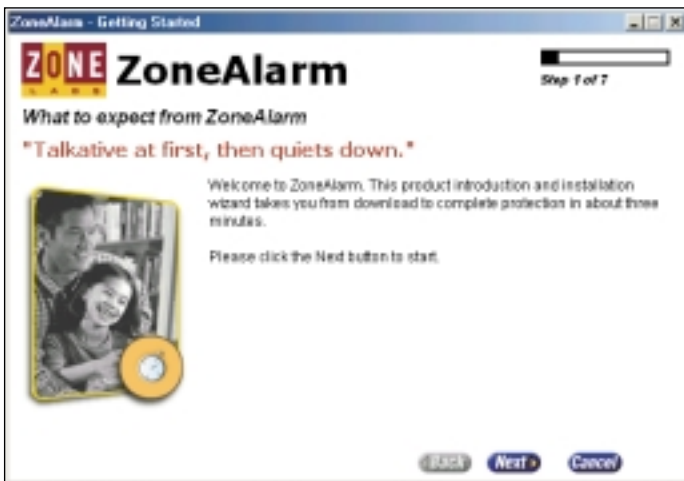 ZoneAlarm - Getting Started
ZONE
LABS
ZoneAlarm
Step 1 of 7
What to expect from ZoneAlarm
"Talkative at first, then quiets down."
Welcome to ZoneAlarm. This product introduction and installation
wizard takes you from download to complete protection in about three
minutes.
Please click the Next button to start.
Back
Next
Cancel